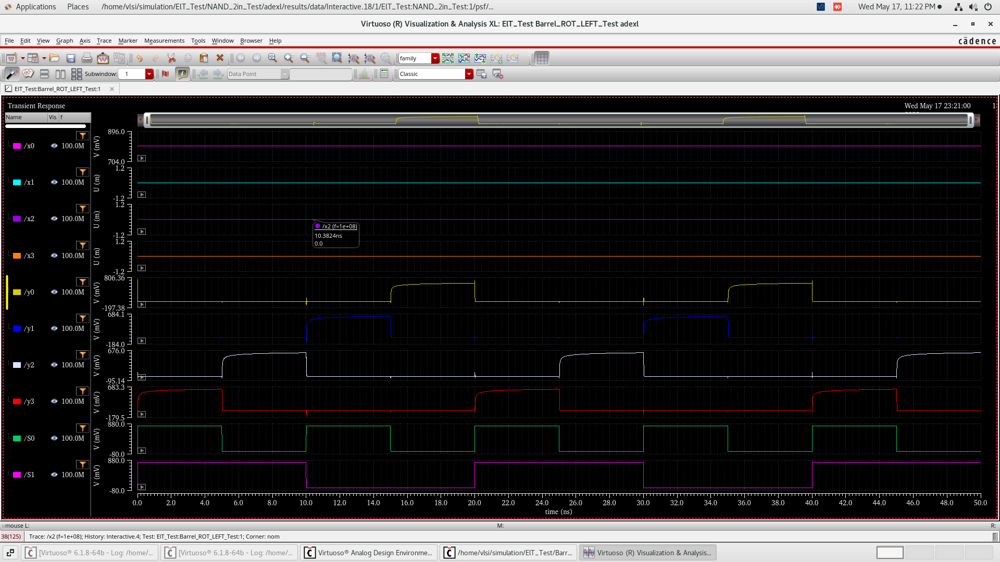 Applications Places /home/vlsi/simulation/ElT_Test/NAND_2in_Test/adexl/results/data/Interactive.18/1/ElT_Test:NAND_2in_Test:1/psf/... Wed May 17, 11:22 PM
Virtuoso (R) Visualization & Analysis XL: ElT_Test Barrel_ROT_LEFT_Test adexl
File Edit View Graph Axis Trace Marker Measurements Tools Options Window Browser Help cādence
family
Subwindow: 1 Data Point Classic
ElT_Test:Barrel_ROT_LEFT_Test:1
Transient Response Wed May 17 23:21:00 1
Name Vis f
896.0
/x0 100.0M V (mV)
704.0
1.2
/x1 100.0M U (m)
-1.2
1.2
/x2 100.0M U (m)
/x2 (f=1e+08)
10.3824ns
0.0
-1.2
1.2
/x3 100.0M U (m)
-1.2
806.36
/y0 100.0M V (mV)
-197.38
684.1
/y1 100.0M V (mV)
-184.0
676.0
/y2 100.0M V (mV)
-95.14
683.3
/y3 100.0M V (mV)
-179.5
880.0
/S0 100.0M V (mV)
-80.0
880.0
/S1 100.0M V (mV)
-80.0
0.0 2.0 4.0 6.0 8.0 10.0 12.0 14.0 16.0 18.0 20.0 22.0 24.0 26.0 28.0 30.0 32.0 34.0 36.0 38.0 40.0 42.0 44.0 46.0 48.0 50.0
time (ns)
mouse L: M: R:
38(125) Trace: /x2 (f=1e+08); History: Interactive.4; Test: ElT_Test:Barrel_ROT_LEFT_Test:1; Corner: nom
[Virtuoso® 6.1.8-64b - Log: /home/... [Virtuoso® 6.1.8-64b - Log: /home/... Virtuoso® Analog Design Environme... /home/vlsi/simulation/ElT_Test/Barr... Virtuoso (R) Visualization & Analysis...